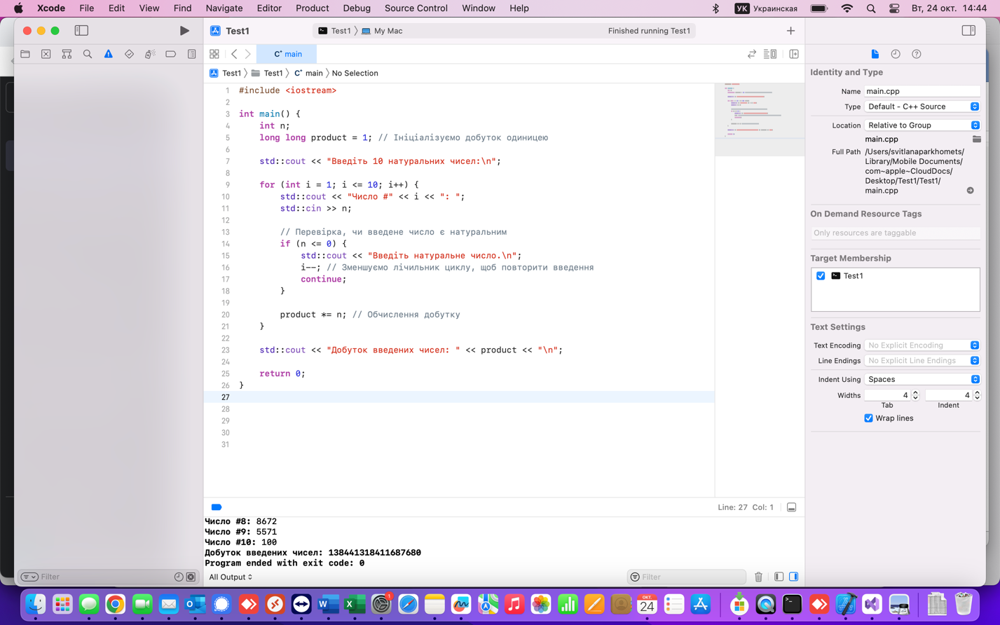 Xcode File Edit View Find Navigate Editor Product Debug Source Control Window Help УК Украинская Вт, 24 окт. 14:44
Test1 Test1 My Mac Finished running Test1
C+ main
Test1 Test1 C+ main No Selection
1 #include <iostream>
2
3 int main() {
4 int n;
5 long long product = 1; // Ініціалізуємо добуток одиницею
6
7 std::cout << "Введіть 10 натуральних чисел:\n";
8
9 for (int i = 1; i <= 10; i++) {
10 std::cout << "Число #" << i << ": ";
11 std::cin >> n;
12
13 // Перевірка, чи введене число є натуральним
14 if (n <= 0) {
15 std::cout << "Введіть натуральне число.\n";
16 i--; // Зменшуємо лічильник циклу, щоб повторити введення
17 continue;
18 }
19
20 product *= n; // Обчислення добутку
21 }
22
23 std::cout << "Добуток введених чисел: " << product << "\n";
24
25 return 0;
26 }
27
28
29
30
31
Line: 27 Col: 1
Число #8: 8672
Число #9: 5571
Число #10: 100
Добуток введених чисел: 138441318411687680
Program ended with exit code: 0
Filter
All Output
Filter
Identity and Type
Name main.cpp
Type Default - C++ Source
Location Relative to Group
main.cpp
Full Path /Users/svitlanaparkhomets/
Library/Mobile Documents/
com~apple~CloudDocs/
Desktop/Test1/Test1/
main.cpp
On Demand Resource Tags
Only resources are taggable
Target Membership
Test1
Text Settings
Text Encoding No Explicit Encoding
Line Endings No Explicit Line Endings
Indent Using Spaces
Widths 4 4
Tab Indent
Wrap lines
1
ОКТ.
24